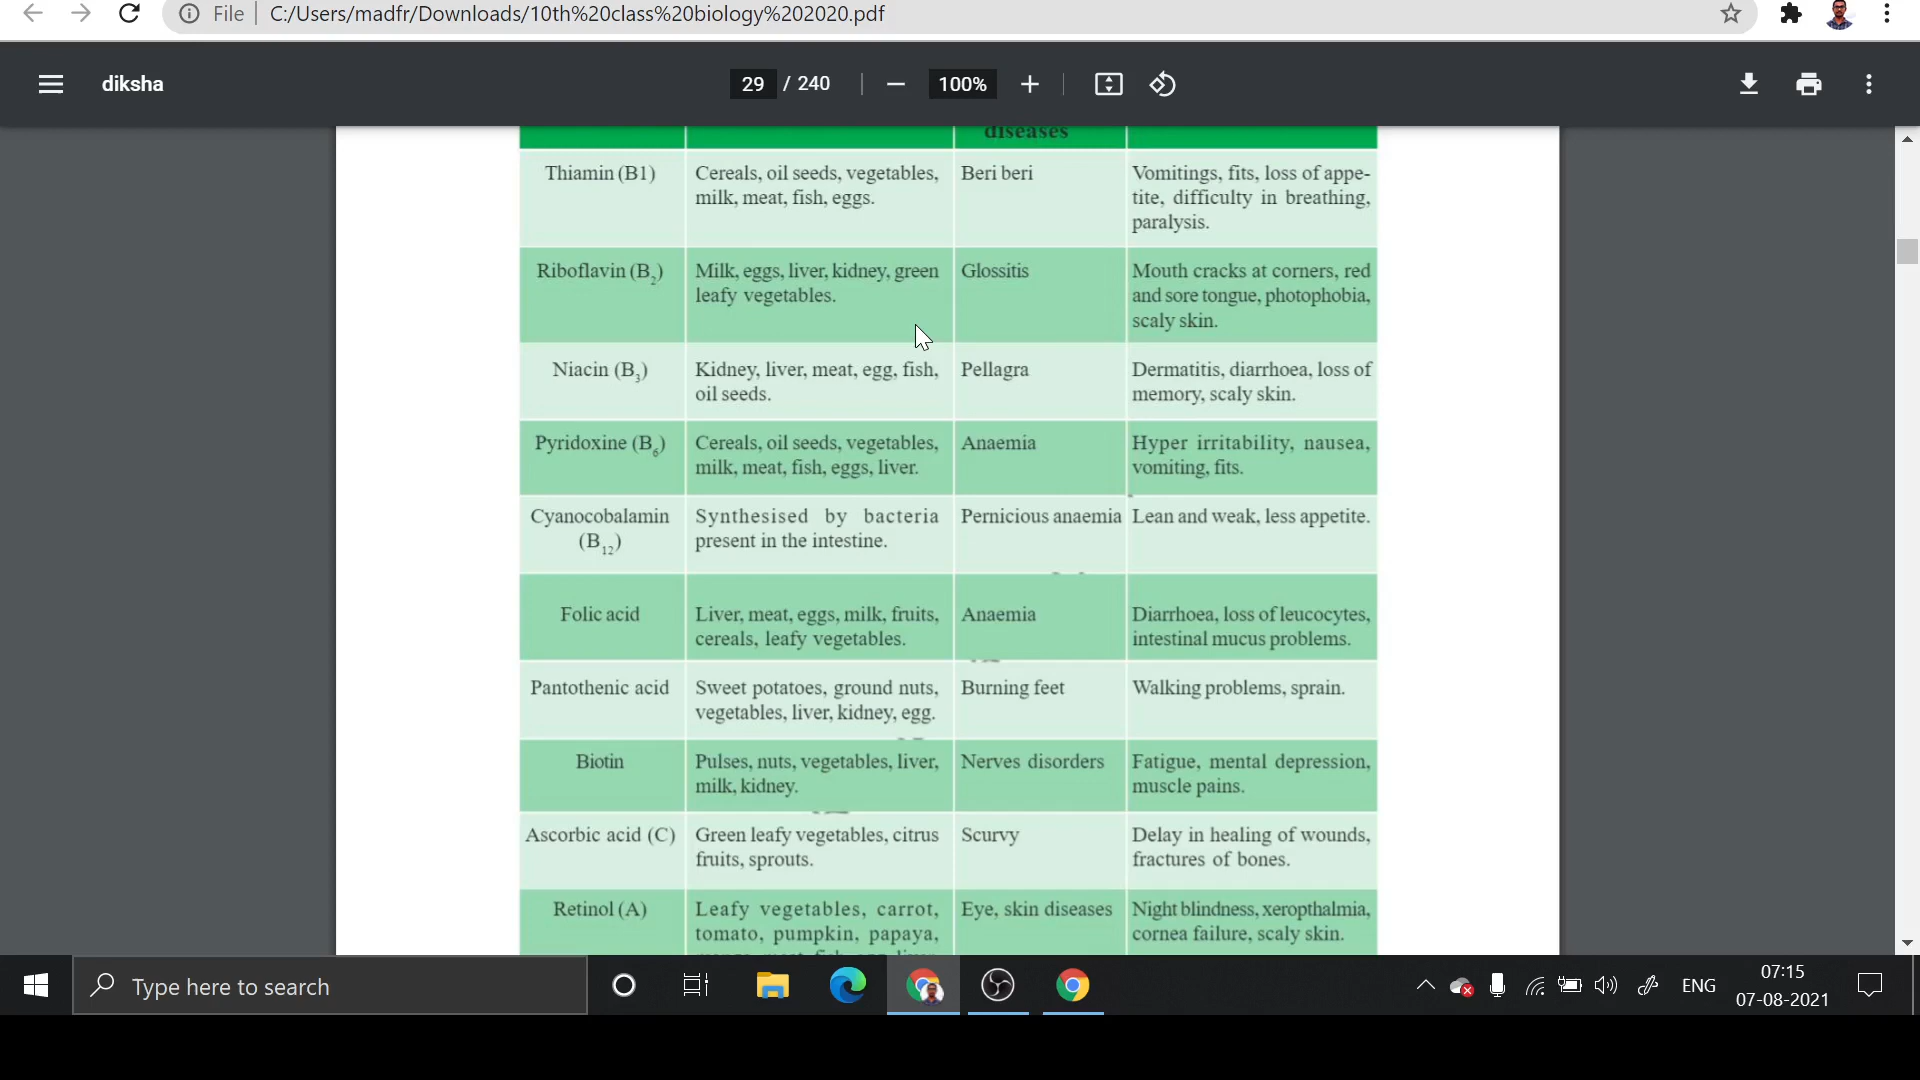 File
C:/Users/madfr/Downloads/10th%20class%20biology%202020.pdf
diksha
29 / 240
100%
diseases
Thiamin (B1)
Cereals, oil seeds, vegetables,
milk, meat, fish, eggs.
Beri beri
Vomitings, fits, loss of appe-
tite, difficulty in breathing,
paralysis.
Riboflavin (B2)
Milk, eggs, liver, kidney, green
leafy vegetables.
Glossitis
Mouth cracks at corners, red
and sore tongue, photophobia,
scaly skin.
Niacin (B3)
Kidney, liver, meat, egg, fish,
oil seeds.
Pellagra
Dermatitis, diarrhoea, loss of
memory, scaly skin.
Pyridoxine (B6)
Cereals, oil seeds, vegetables,
milk, meat, fish, eggs, liver.
Anaemia
Hyper irritability, nausea,
vomiting, fits.
Cyanocobalamin
(B12)
Synthesised by bacteria
present in the intestine.
Pernicious anaemia
Lean and weak, less appetite.
Folic acid
Liver, meat, eggs, milk, fruits,
cereals, leafy vegetables.
Anaemia
Diarrhoea, loss of leucocytes,
intestinal mucus problems.
Pantothenic acid
Sweet potatoes, ground nuts,
vegetables, liver, kidney, egg.
Burning feet
Walking problems, sprain.
Biotin
Pulses, nuts, vegetables, liver,
milk, kidney.
Nerves disorders
Fatigue, mental depression,
muscle pains.
Ascorbic acid (C)
Green leafy vegetables, citrus
fruits, sprouts.
Scurvy
Delay in healing of wounds,
fractures of bones.
Retinol (A)
Leafy vegetables, carrot,
tomato, pumpkin, papaya,
Eye, skin diseases
Night blindness, xeropthalmia,
cornea failure, scaly skin.
Type here to search
ENG
07:15
07-08-2021